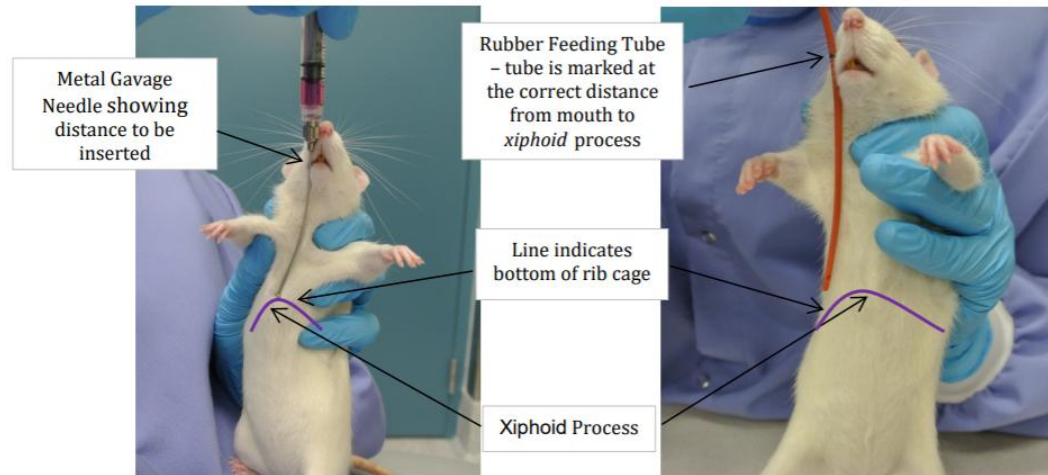 Metal Gavage
Needle showing
distance to be
inserted
Rubber Feeding Tube
– tube is marked at
the correct distance
from mouth to
xiphoid process
Line indicates
bottom of rib cage
Xiphoid Process